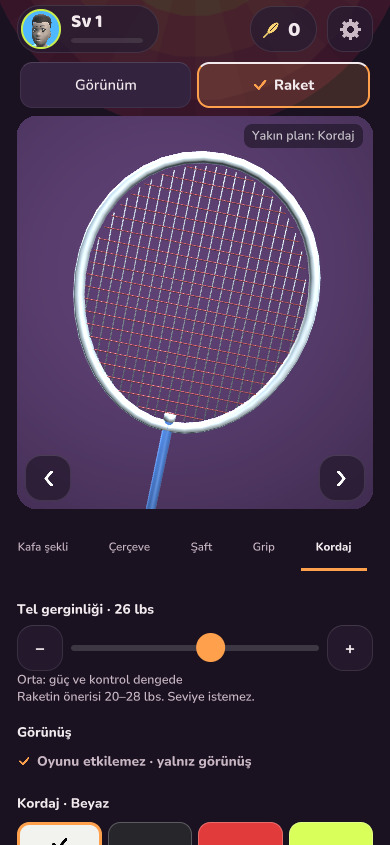 Sv 1
0
Görünüm
Raket
Yakın plan: Kordaj
Kafa şekli
Çerçeve
Şaft
Grip
Kordaj
Tel gerginliği · 26 lbs
Orta: güç ve kontrol dengede
Raketin önerisi 20–28 lbs. Seviye istemez.
Görünüş
Oyunu etkilemez · yalnız görünüş
Kordaj · Beyaz